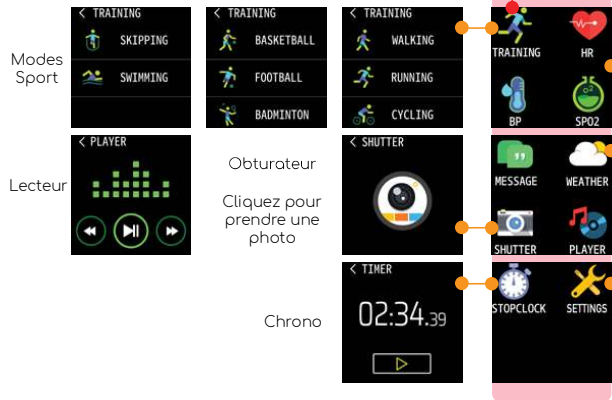 < TRAINING
SKIPPING
SWIMMING
< TRAINING
BASKETBALL
FOOTBALL
BADMINTON
< TRAINING
WALKING
RUNNING
CYCLING
TRAINING
HR
BP
SPO2
Modes
Sport
< PLAYER
Lecteur
Obturateur
Cliquez pour
prendre une
photo
< SHUTTER
MESSAGE
WEATHER
SHUTTER
PLAYER
Chrono
< TIMER
02:34.39
STOPCLOCK
SETTINGS